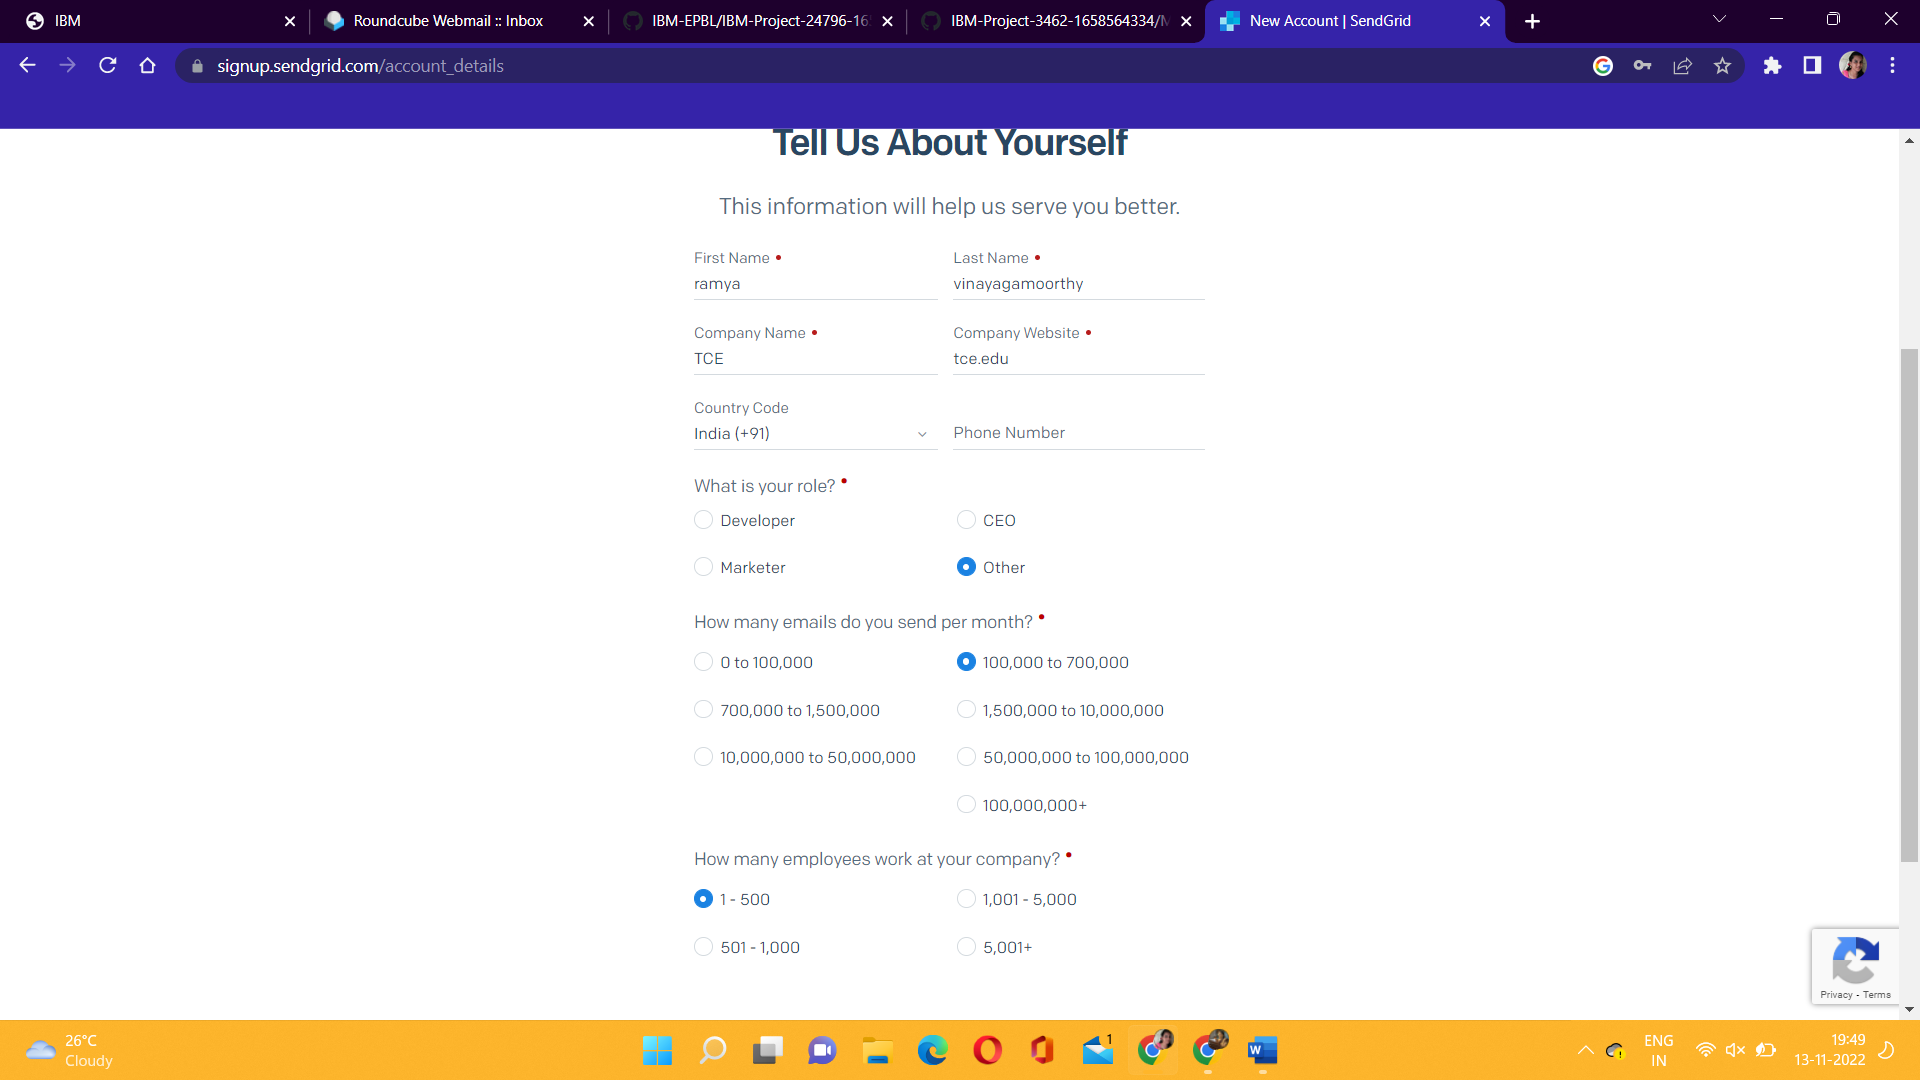 IBM
Roundcube Webmail :: Inbox
IBM-EPBL/IBM-Project-24796-16
IBM-Project-3462-1658564334/M
New Account | SendGrid
signup.sendgrid.com/account_details
Tell Us About Yourself
This information will help us serve you better.
First Name • Last Name •
ramya vinayagamoorthy
Company Name • Company Website •
TCE tce.edu
Country Code
India (+91) Phone Number
What is your role? •
Developer CEO
Marketer Other
How many emails do you send per month? •
0 to 100,000 100,000 to 700,000
700,000 to 1,500,000 1,500,000 to 10,000,000
10,000,000 to 50,000,000 50,000,000 to 100,000,000
100,000,000+
How many employees work at your company? •
1 - 500 1,001 - 5,000
501 - 1,000 5,001+
Privacy - Terms
26°C
Cloudy
1
W
ENG
IN
19:49
13-11-2022